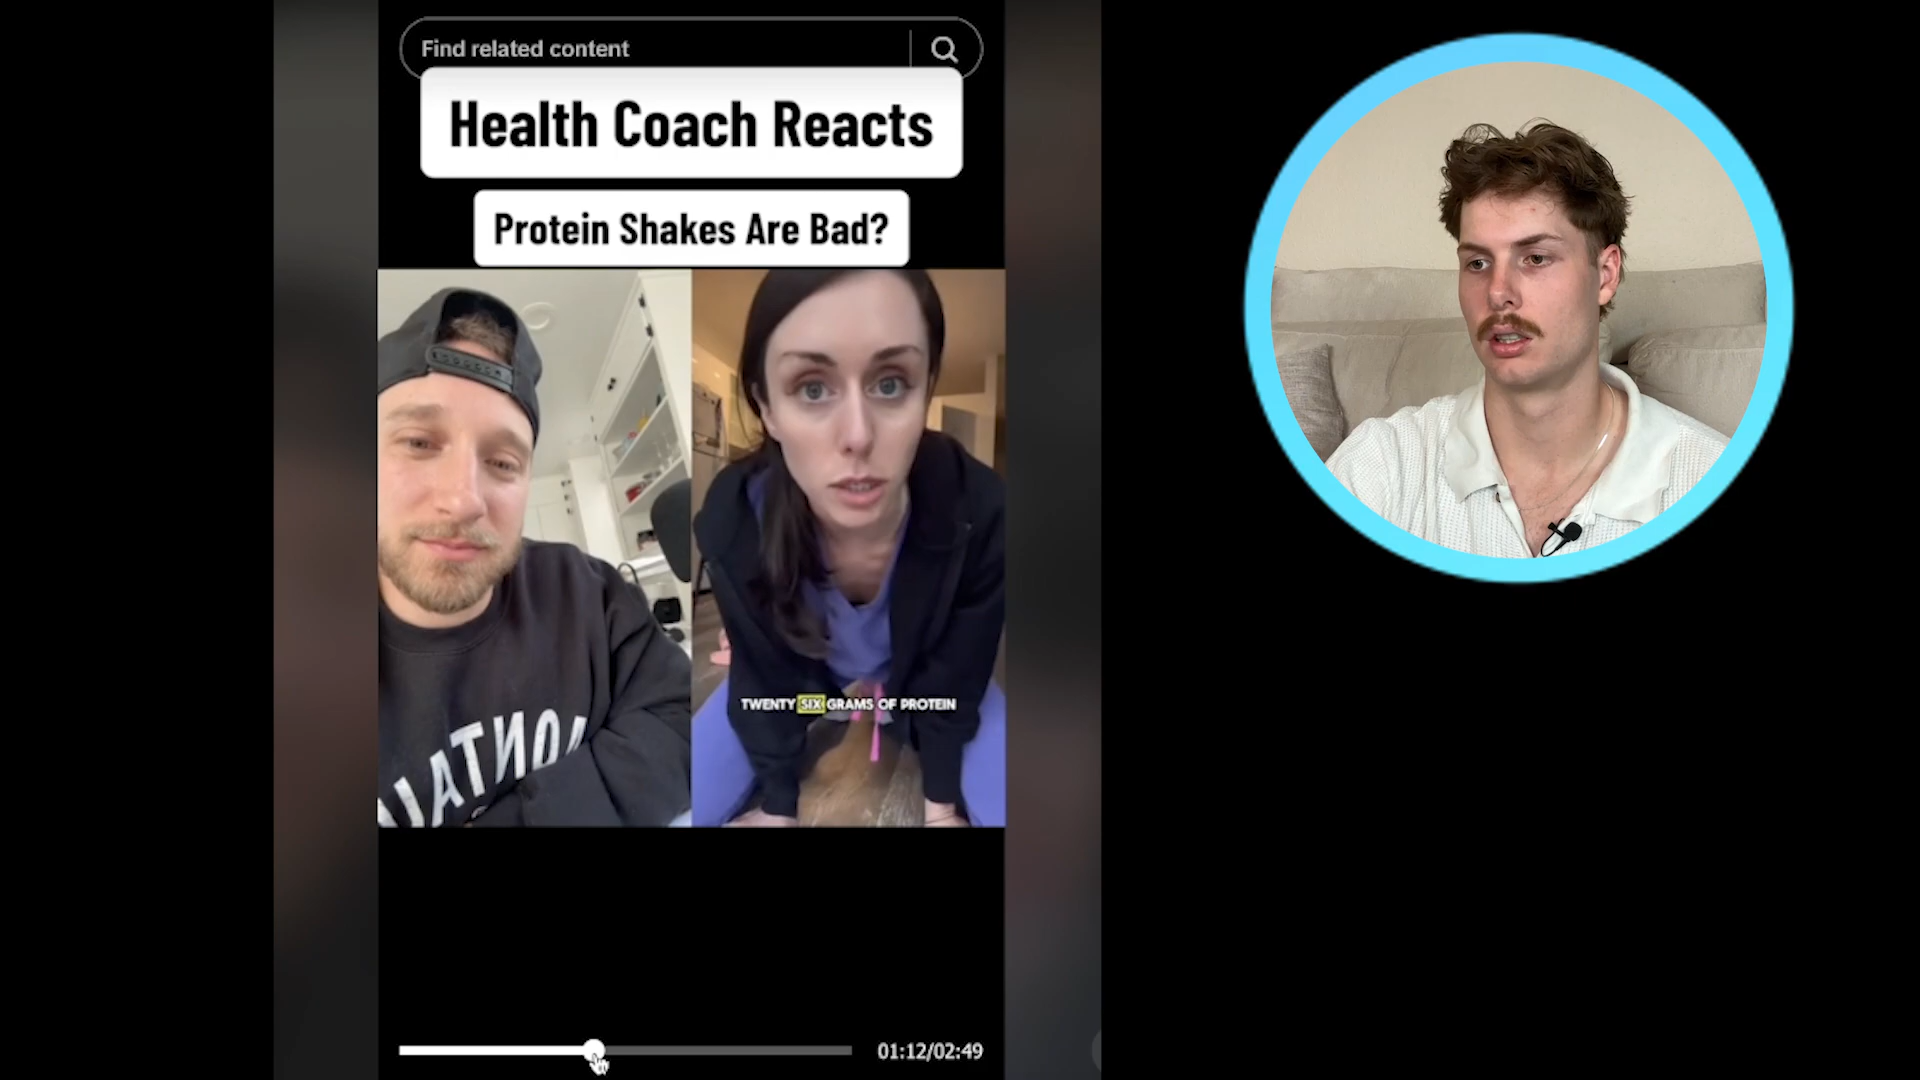 Find related content
Health Coach Reacts
Protein Shakes Are Bad?
TWENTY SIX GRAMS OF PROTEIN
01:12/02:49